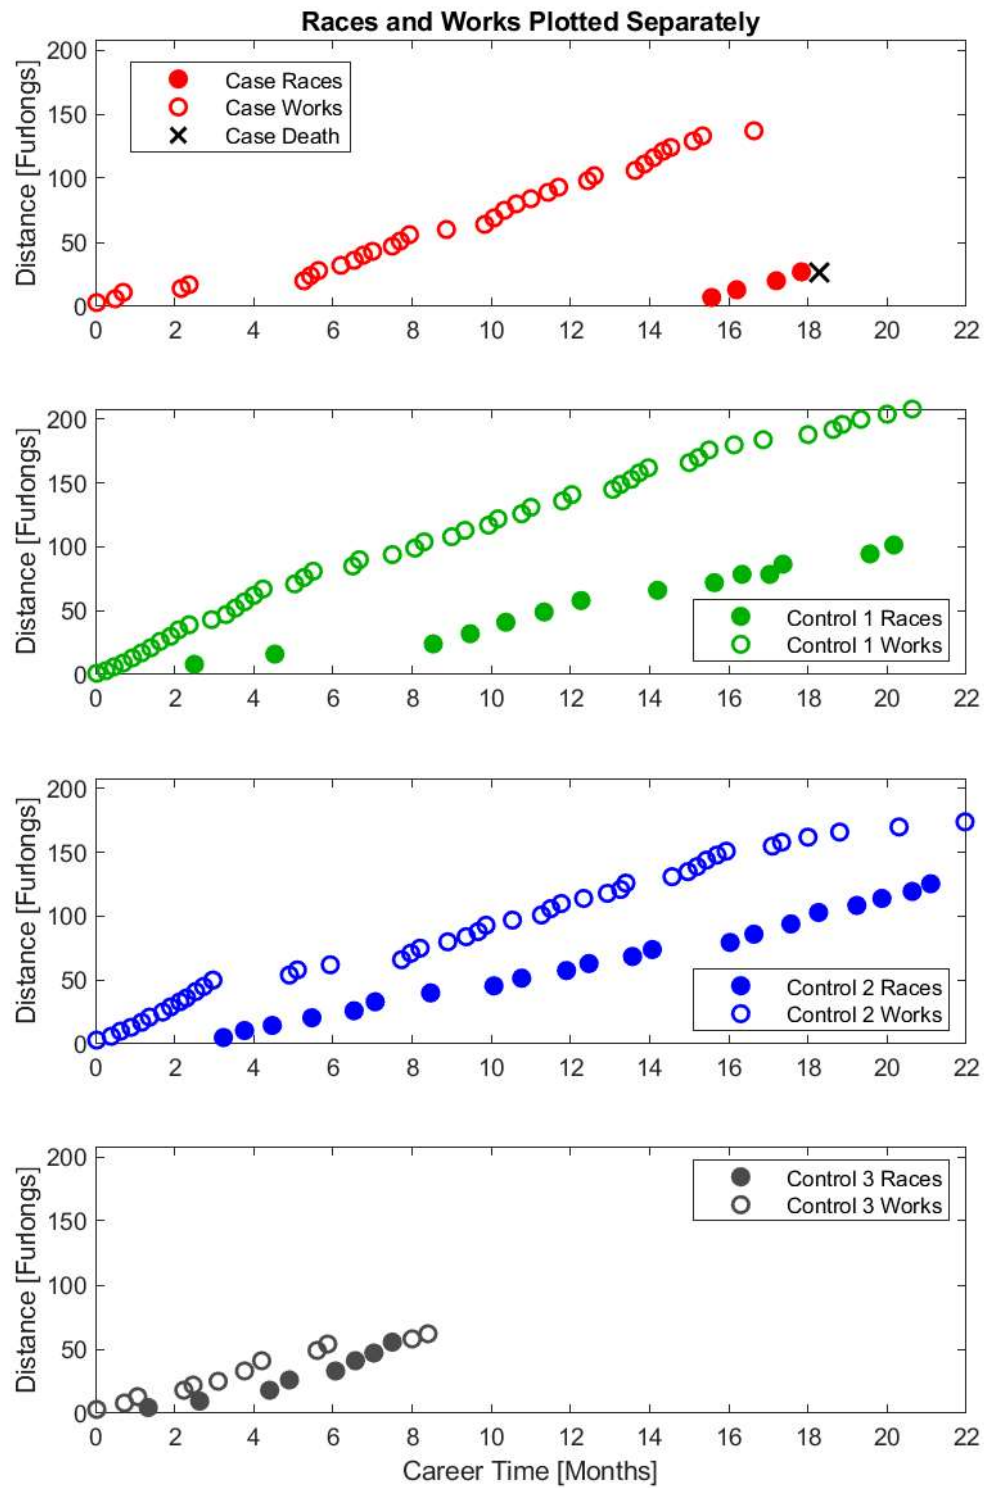 Races and Works Plotted Separately
Distance [Furlongs]
200
150
100
50
0
Case Races
Case Works
Case Death
0 2 4 6 8 10 12 14 16 18 20 22
Distance [Furlongs]
200
150
100
50
0
Control 1 Races
Control 1 Works
0 2 4 6 8 10 12 14 16 18 20 22
Distance [Furlongs]
200
150
100
50
0
Control 2 Races
Control 2 Works
0 2 4 6 8 10 12 14 16 18 20 22
Distance [Furlongs]
200
150
100
50
0
Control 3 Races
Control 3 Works
0 2 4 6 8 10 12 14 16 18 20 22
Career Time [Months]